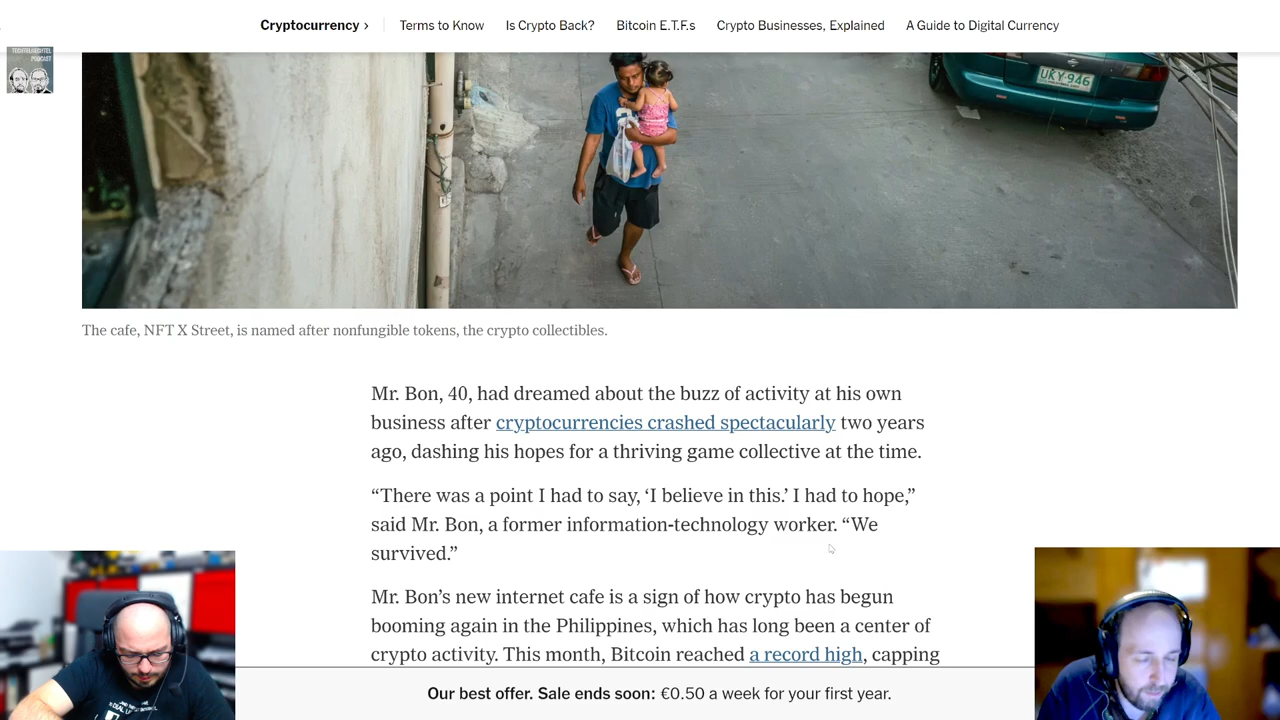 Cryptocurrency › Terms to Know Is Crypto Back? Bitcoin E.T.F.s Crypto Businesses, Explained A Guide to Digital Currency
PODCAST
UKY-946
The cafe, NFT X Street, is named after nonfungible tokens, the crypto collectibles.
Mr. Bon, 40, had dreamed about the buzz of activity at his own
business after cryptocurrencies crashed spectacularly two years
ago, dashing his hopes for a thriving game collective at the time.
“There was a point I had to say, ‘I believe in this.’ I had to hope,”
said Mr. Bon, a former information-technology worker. “We
survived.”
Mr. Bon’s new internet cafe is a sign of how crypto has begun
booming again in the Philippines, which has long been a center of
crypto activity. This month, Bitcoin reached a record high, capping
Our best offer. Sale ends soon: €0.50 a week for your first year.